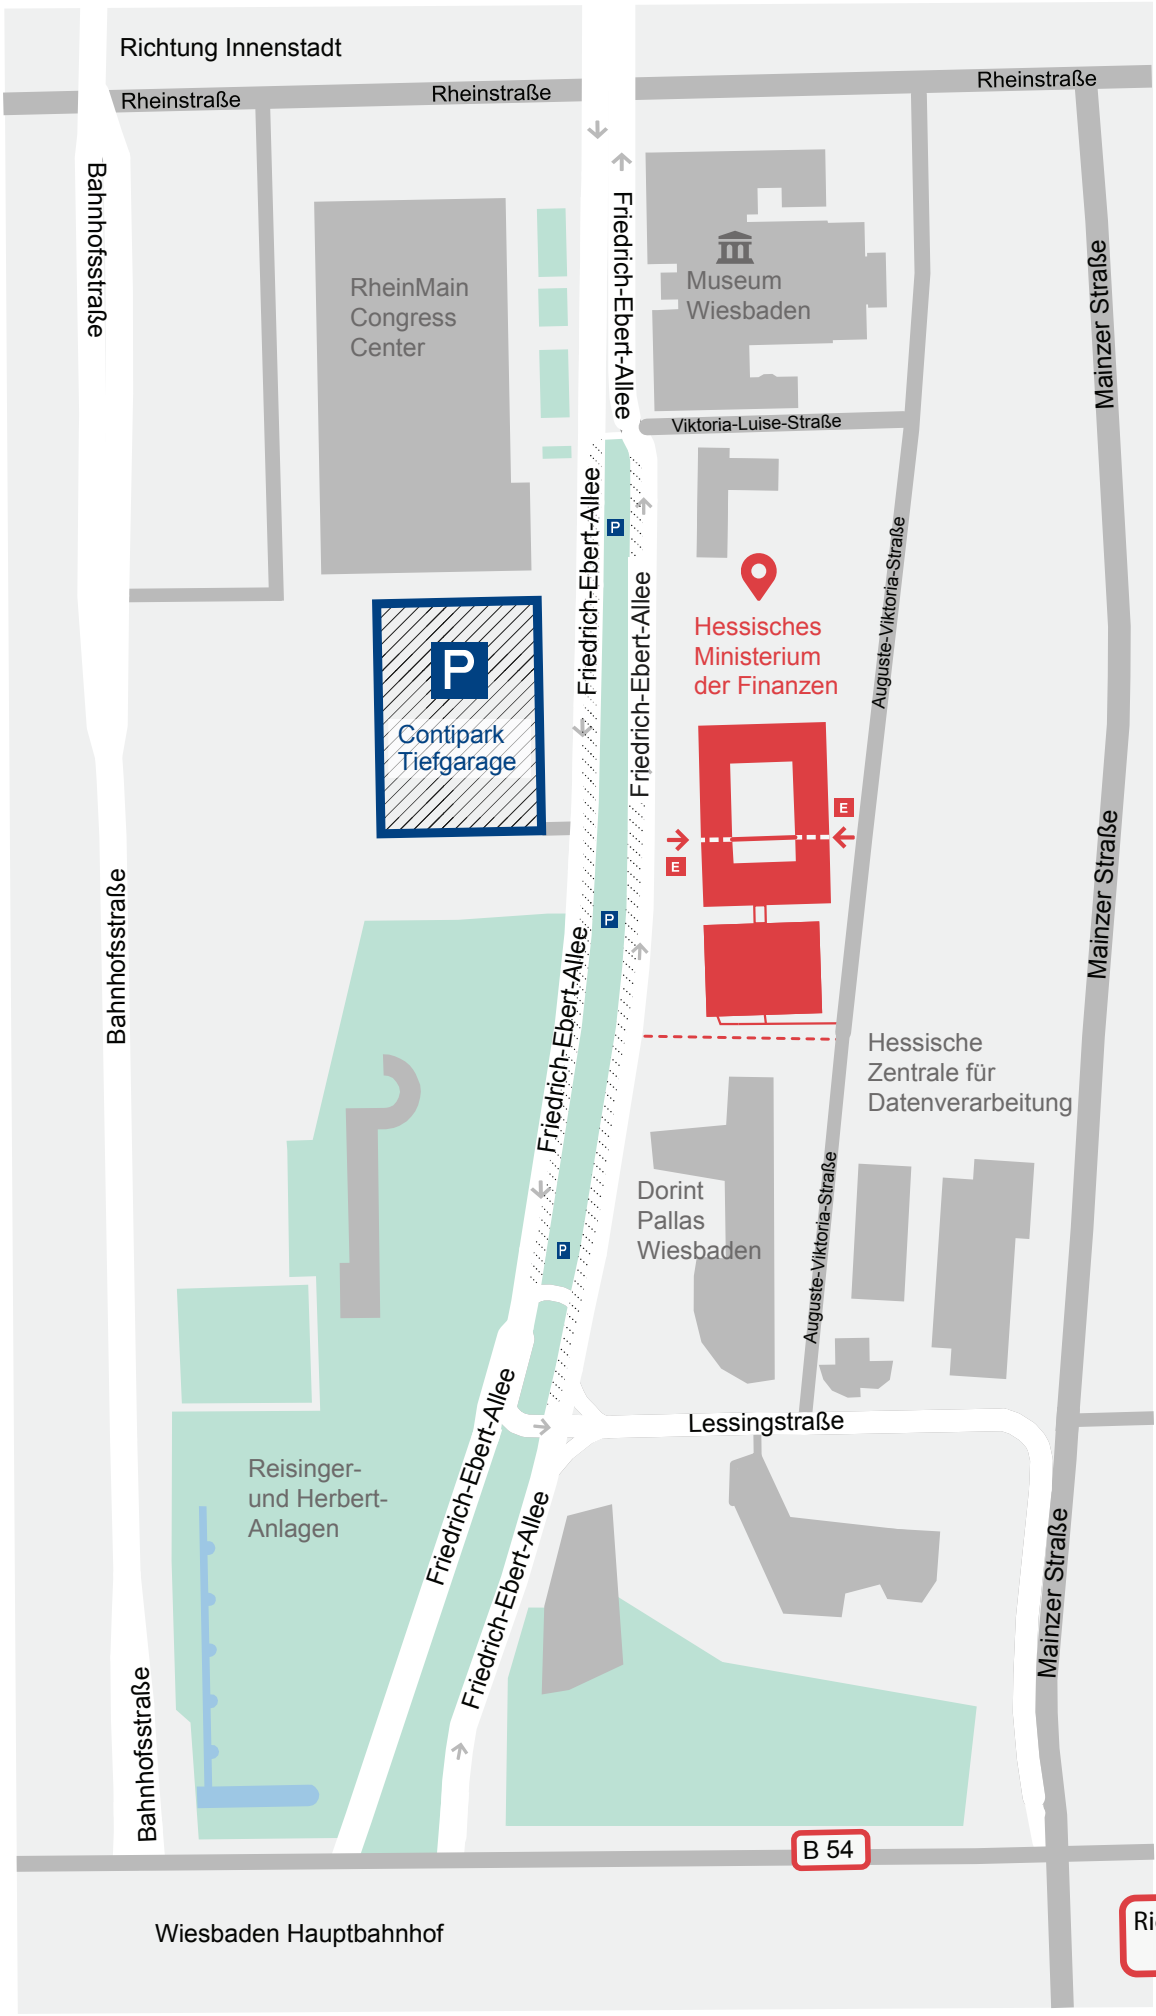 Richtung Innenstadt
Rheinstraße
Rheinstraße
Rheinstraße
Bahnhofsstraße
Friedrich-Ebert-Allee
Mainzer Straße
RheinMain
Congress
Center
Museum
Wiesbaden
Viktoria-Luise-Straße
Friedrich-Ebert-Allee
P
Auguste-Viktoria-Straße
Friedrich-Ebert-Allee
Hessisches
Ministerium
der Finanzen
P
Contipark
Tiefgarage
E
E
Mainzer Straße
Bahnhofsstraße
P
Friedrich-Ebert-Allee
Hessische
Zentrale für
Datenverarbeitung
Dorint
Pallas
Wiesbaden
Auguste-Viktoria-Straße
P
Lessingstraße
Friedrich-Ebert-Allee
Reisinger-
und Herbert-
Anlagen
Friedrich-Ebert-Allee
Mainzer Straße
Bahnhofsstraße
B 54
Wiesbaden Hauptbahnhof